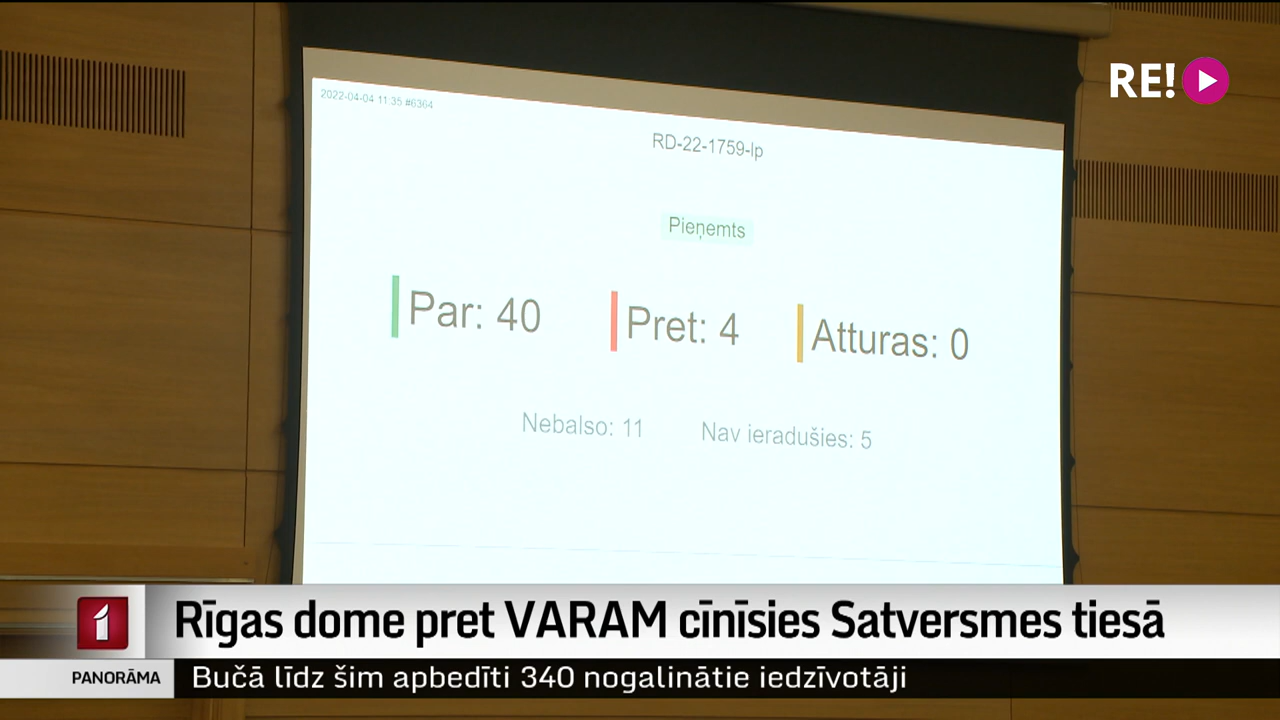 RE!
2022-04-04 11:35 #6364
RD-22-1759-lp
Pieņemts
Par: 40 Pret: 4 Atturas: 0
Nebalso: 11 Nav ieradušies: 5
1 Rīgas dome pret VARAM cīnīsies Satversmes tiesā
PANORĀMA Bučā līdz šim apbedīti 340 nogalinātie iedzīvotāji